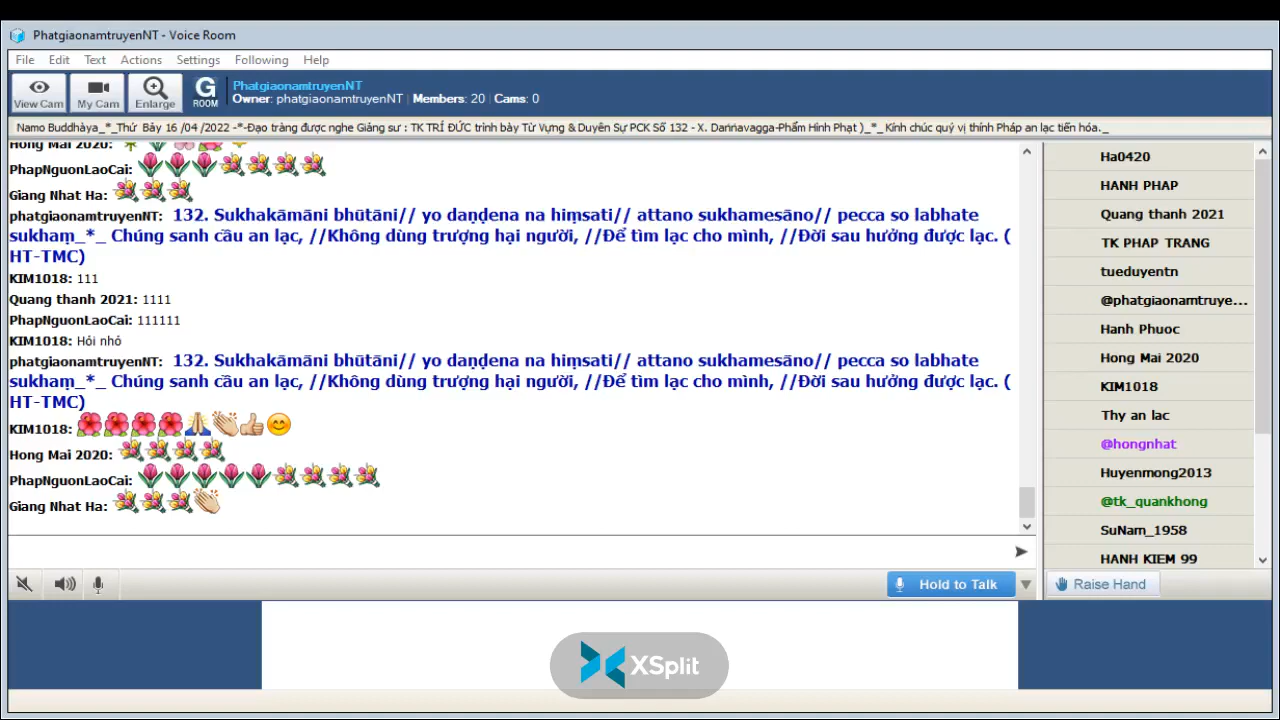 PhatgiaonamtruyenNT - Voice Room
File Edit Text Actions Settings Following Help
View Cam
My Cam
Enlarge
G
ROOM
PhatgiaonamtruyenNT
Owner: phatgiaonamtruyenNT | Members: 20 | Cams: 0
Namo Buddhàya_*_Thứ Bảy 16 /04 /2022 -*-Đạo tràng được nghe Giảng sư : TK TRÍ ĐỨC trình bày Từ Vựng & Duyên Sự PCK Số 132 - X. Daṇṇavagga-Phẩm Hình Phạt )_*_ Kính chúc quý vị thính Pháp an lạc tiến hóa._
Hong Mai 2020:
PhapNguonLaoCai:
Giang Nhat Ha:
phatgiaonamtruyenNT: 132. Sukhakāmāni bhūtāni// yo daṇḍena na hiṃsati// attano sukhamesāno// pecca so labhate
sukhaṃ_*_ Chúng sanh cầu an lạc, //Không dùng trượng hại người, //Để tìm lạc cho mình, //Đời sau hưởng được lạc. (
HT-TMC)
KIM1018: 111
Quang thanh 2021: 1111
PhapNguonLaoCai: 111111
KIM1018: Hỏi nhỏ
phatgiaonamtruyenNT: 132. Sukhakāmāni bhūtāni// yo daṇḍena na hiṃsati// attano sukhamesāno// pecca so labhate
sukhaṃ_*_ Chúng sanh cầu an lạc, //Không dùng trượng hại người, //Để tìm lạc cho mình, //Đời sau hưởng được lạc. (
HT-TMC)
KIM1018:
Hong Mai 2020:
PhapNguonLaoCai:
Giang Nhat Ha:
Hold to Talk
Ha0420
HANH PHAP
Quang thanh 2021
TK PHAP TRANG
tueduyentn
@phatgiaonamtruye...
Hanh Phuoc
Hong Mai 2020
KIM1018
Thy an lac
@hongnhat
Huyenmong2013
@tk_quankhong
SuNam_1958
HANH KIEM 99
Raise Hand
XSplit